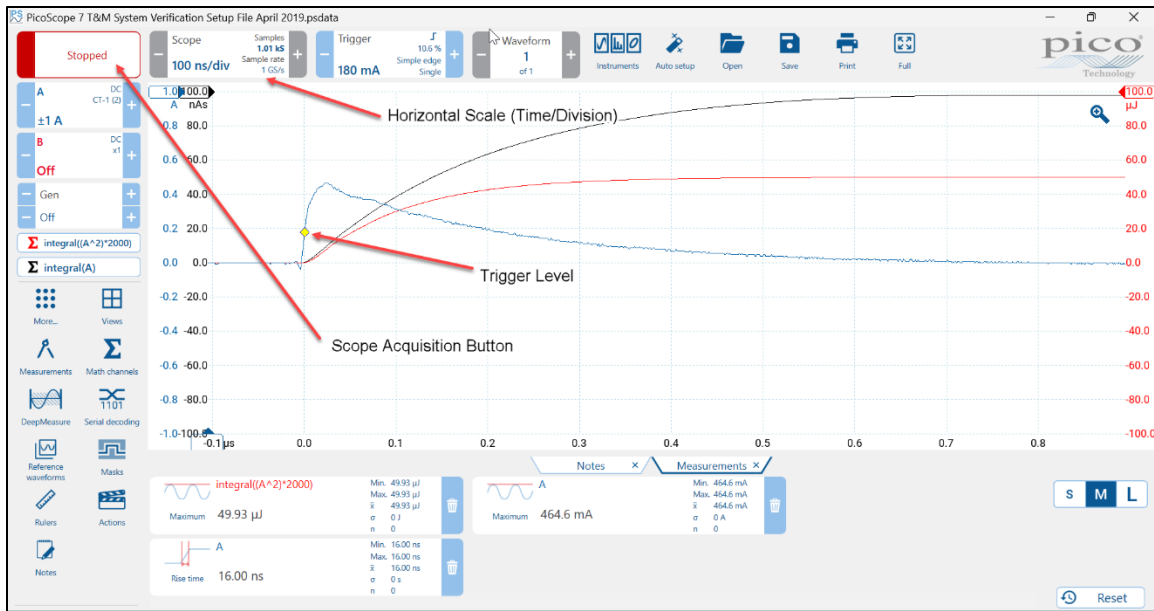 PicoScope 7 T&M System Verification Setup File April 2019.psdata
Stopped
Scope
Samples
1.01 kS
Sample rate
1 GS/s
100 ns/div
Trigger
10.6 %
Simple edge
Single
180 mA
Waveform
1
of 1
Instruments
Auto setup
Open
Save
Print
Full
pico
Technology
A
DC
CT-1 (2)
±1 A
B
DC
x1
Off
Gen
Off
Σ integral((A^2)*2000)
Σ integral(A)
More...
Views
Measurements
Math channels
DeepMeasure
1101
Serial decoding
Reference waveforms
Masks
Rulers
Actions
Notes
A nAs
0.8 80.0
0.6 60.0
0.4 40.0
0.2 20.0
0.0 0.0
-0.2 -20.0
-0.4 -40.0
-0.6 -60.0
-0.8 -80.0
-1.0 -100.0
-0.1 µs 0.0 0.1 0.2 0.3 0.4 0.5 0.6 0.7 0.8
100.0
µJ
80.0
60.0
40.0
20.0
0.0
-20.0
-40.0
-60.0
-80.0
-100.0
Horizontal Scale (Time/Division)
Trigger Level
Scope Acquisition Button
Notes ×
Measurements ×
integral((A^2)*2000)
Maximum 49.93 µJ
Min. 49.93 µJ
Max. 49.93 µJ
x̄ 49.93 µJ
σ 0 J
n 0
A
Maximum 464.6 mA
Min. 464.6 mA
Max. 464.6 mA
x̄ 464.6 mA
σ 0 A
n 0
A
Rise time 16.00 ns
Min. 16.00 ns
Max. 16.00 ns
x̄ 16.00 ns
σ 0 s
n 0
S M L
Reset